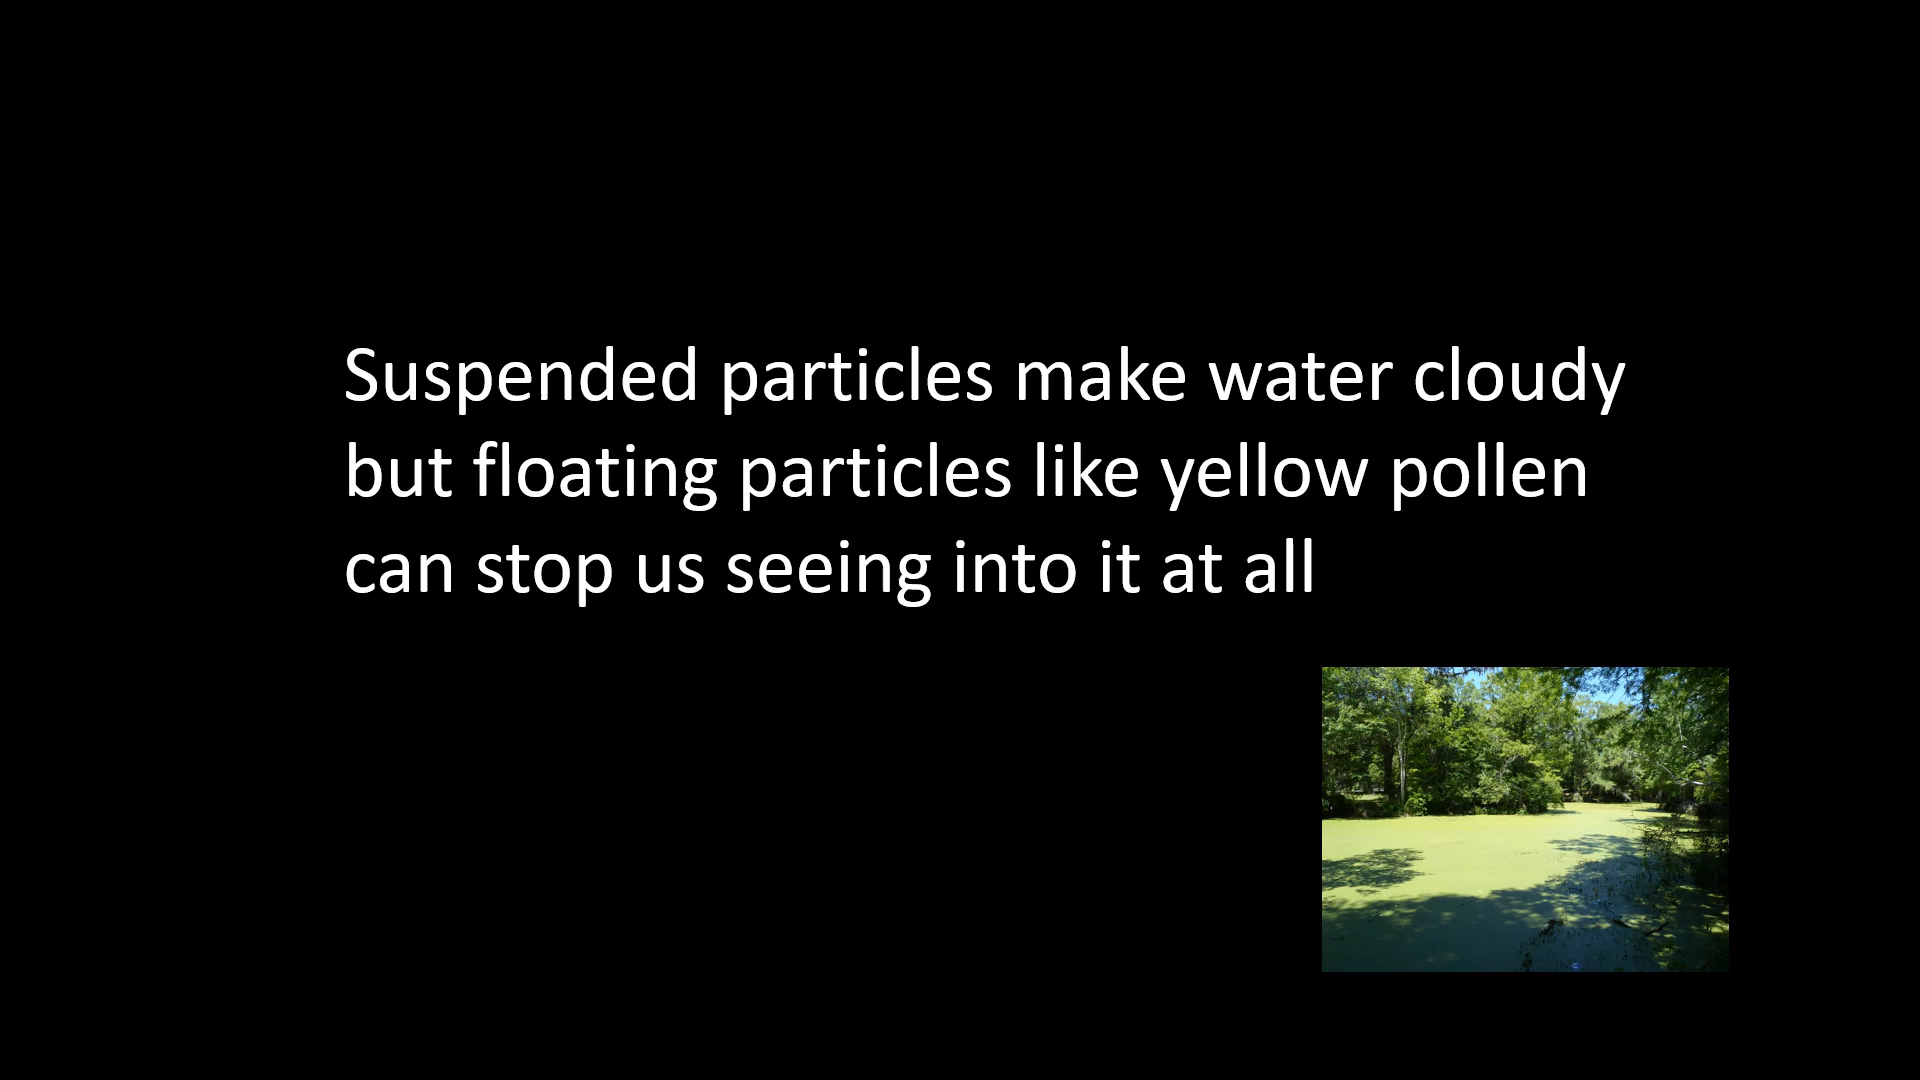 Suspended particles make water cloudy
but floating particles like yellow pollen
can stop us seeing into it at all